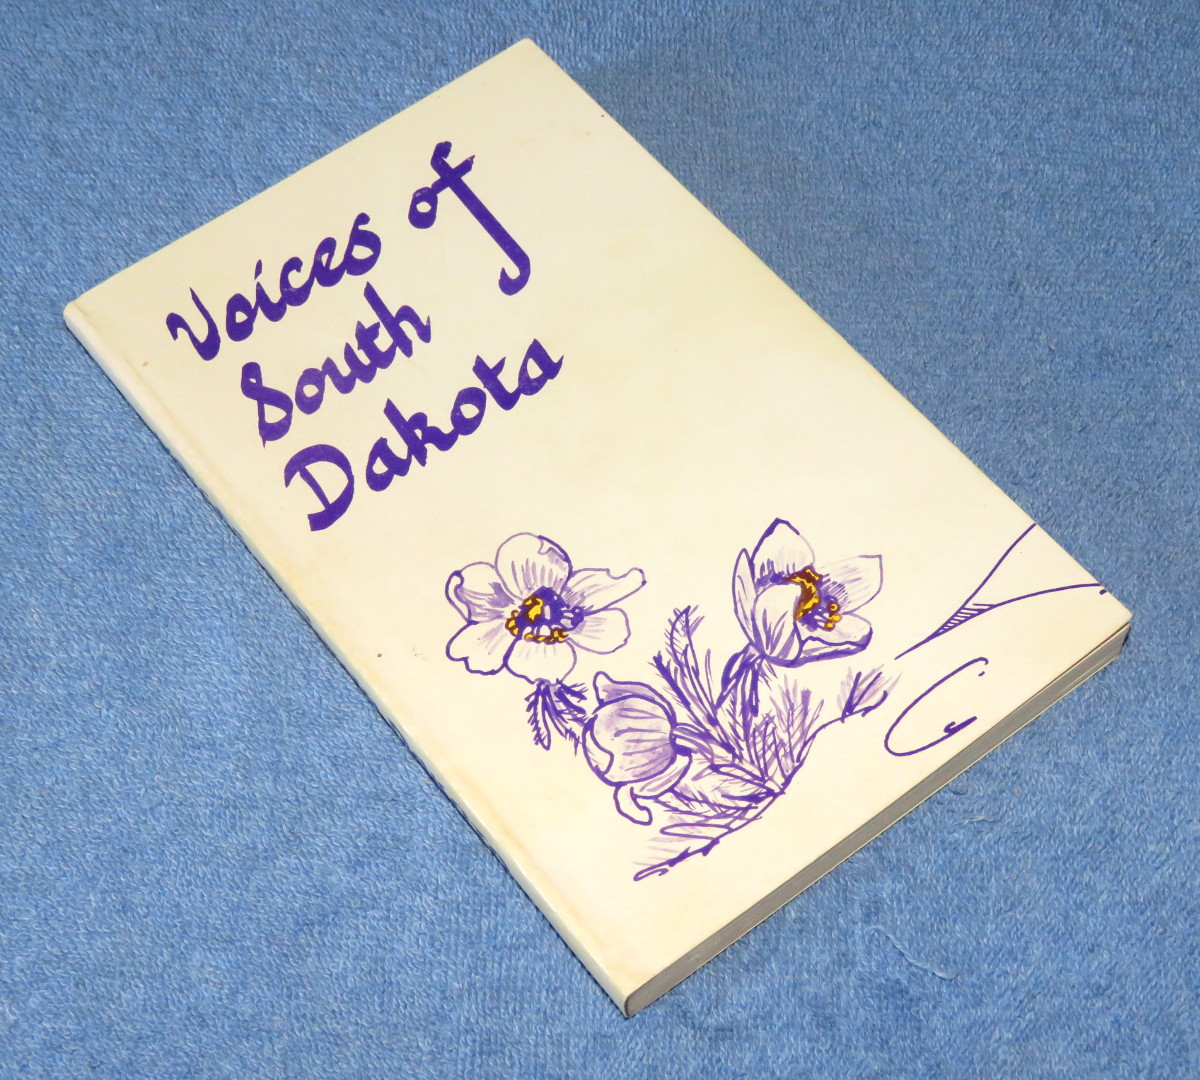 Voices of
South
Dakota